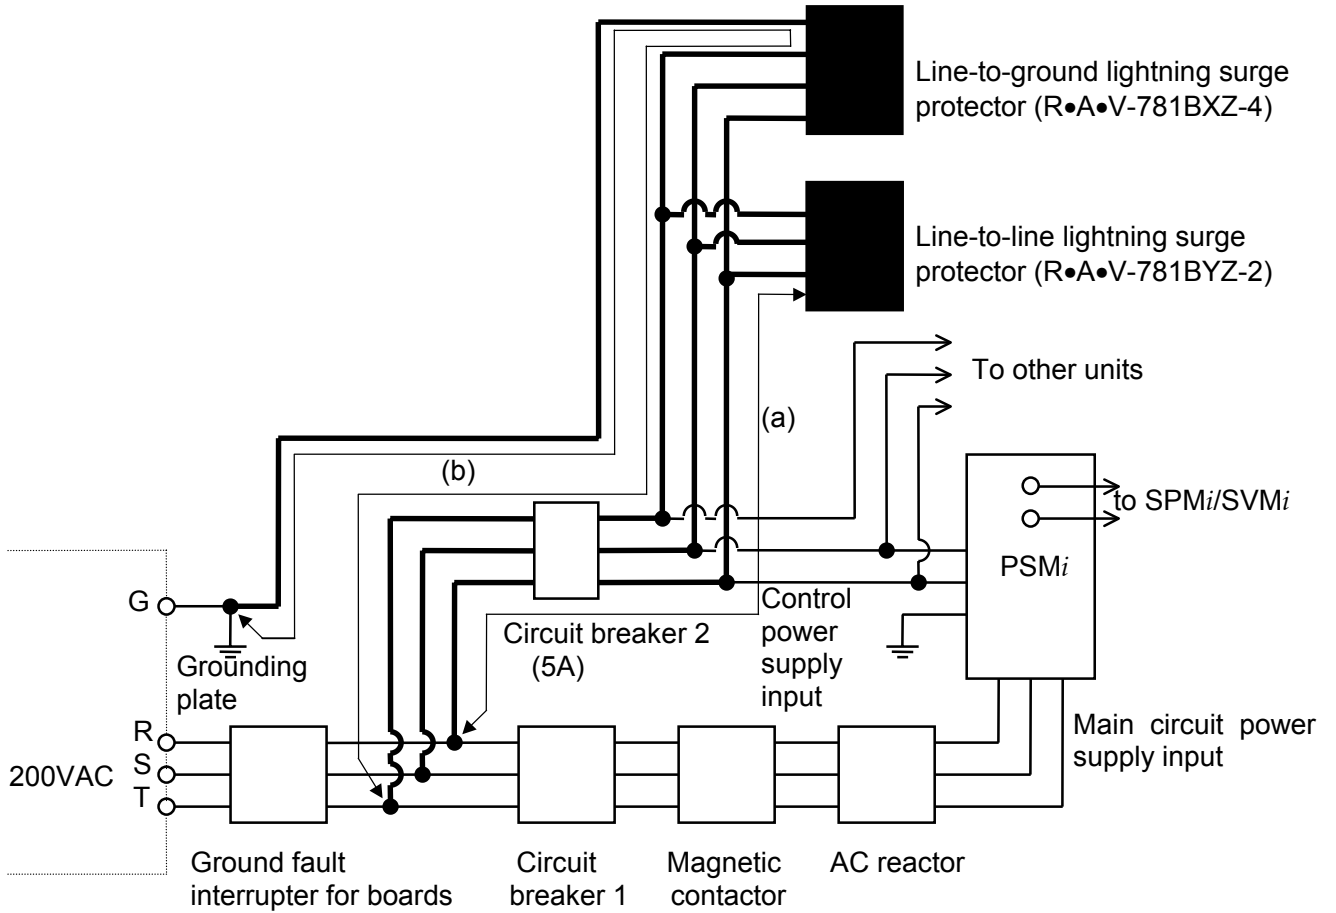 Line-to-ground lightning surge
protector (R•A•V-781BXZ-4)
Line-to-line lightning surge
protector (R•A•V-781BYZ-2)
To other units
(a)
(b)
to SPMi/SVMi
PSMi
G
Control
power
supply
input
Circuit breaker 2
(5A)
Grounding
plate
Main circuit power
supply input
R
200VAC S
T
Ground fault
interrupter for boards
Circuit
breaker 1
Magnetic
contactor
AC reactor